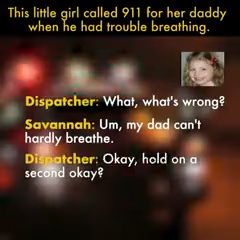 This little girl called 911 for her daddy
when he had trouble breathing.
Dispatcher: What, what's wrong?
Savannah: Um, my dad can't
hardly breathe.
Dispatcher: Okay, hold on a
second okay?